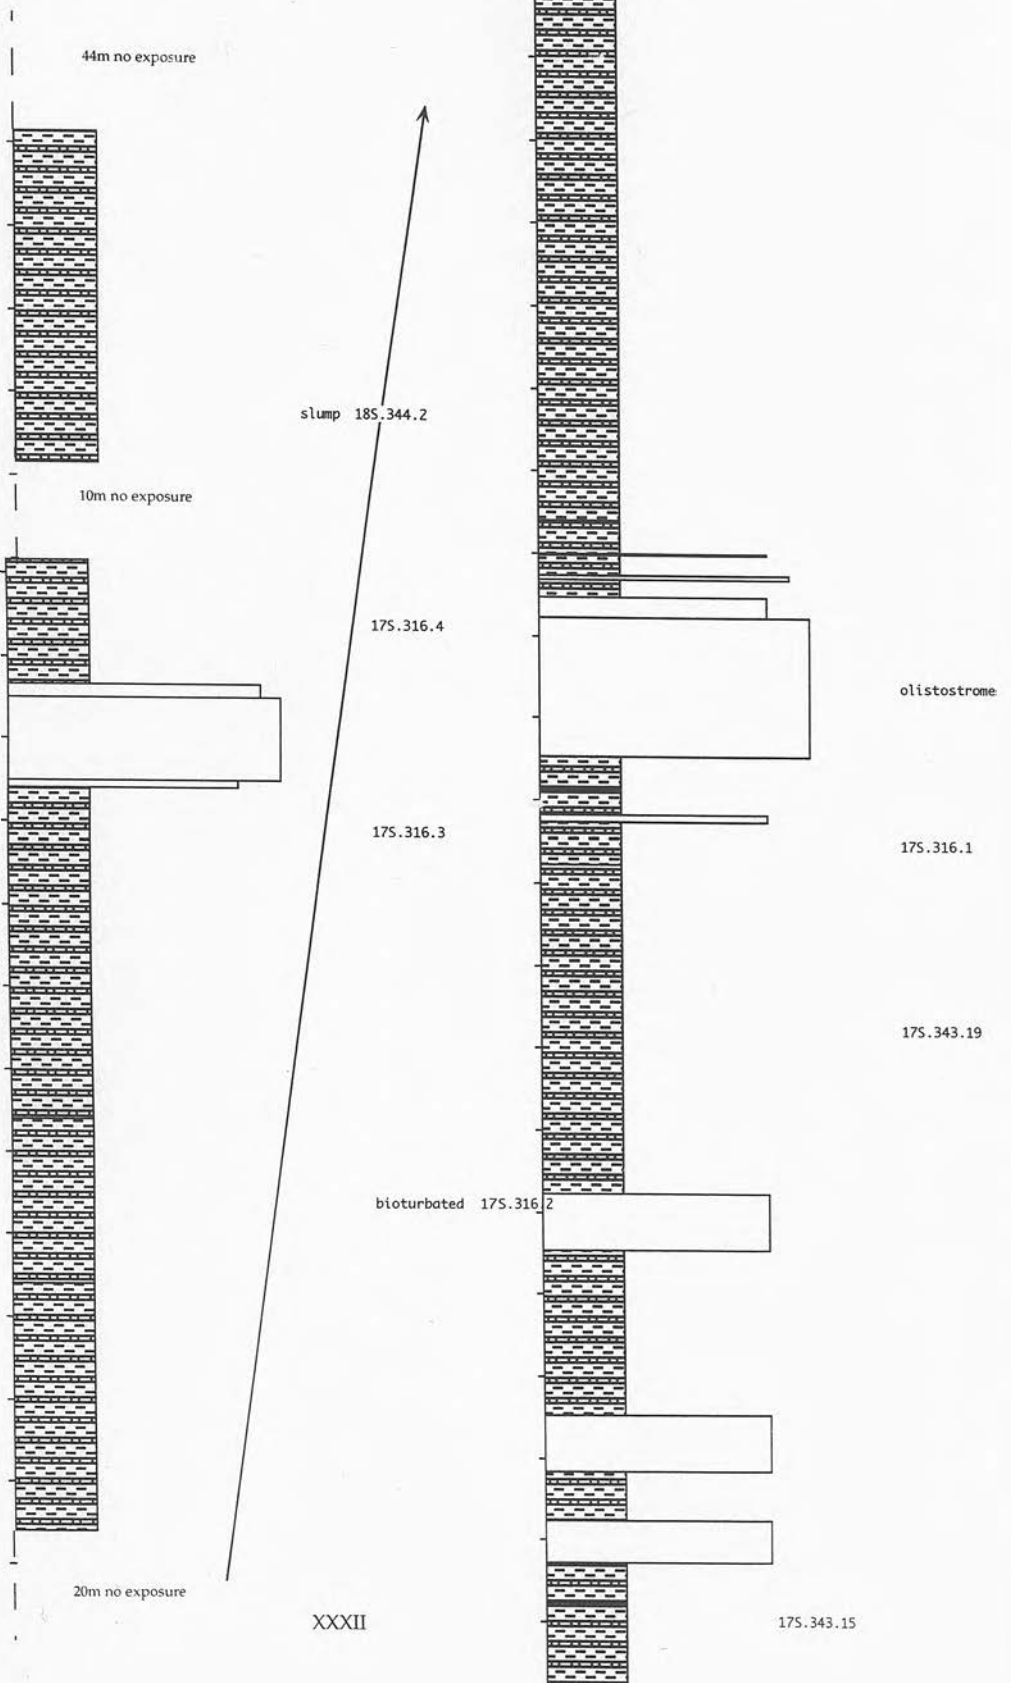 44m no exposure
slump 18S.344.2
10m no exposure
17S.316.4
olistostrome
17S.316.3
17S.316.1
17S.343.19
bioturbated 17S.316.2
20m no exposure
XXXII
17S.343.15